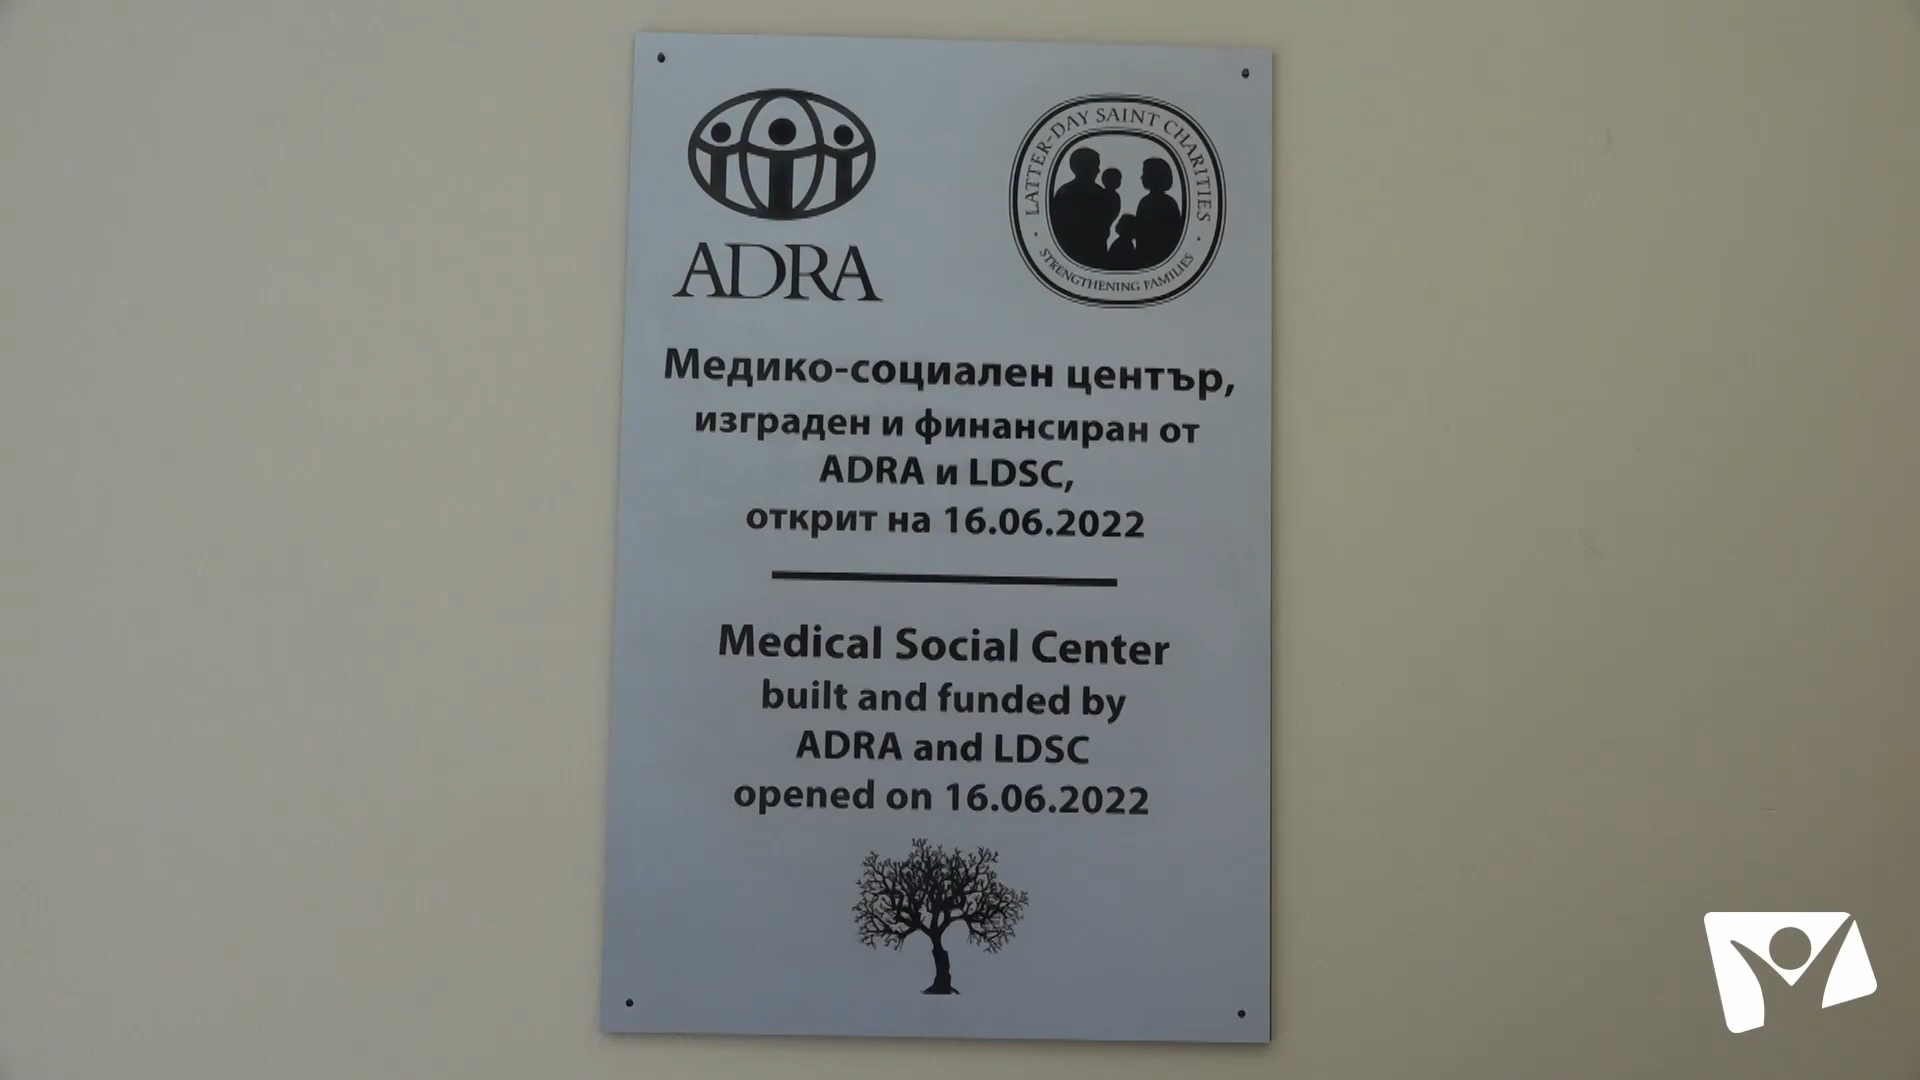 ADRA
LATTER-DAY SAINT CHARITIES
STRENGTHENING FAMILIES
Медико-социален център,
изграден и финансиран от
ADRA и LDSC,
открит на 16.06.2022
Medical Social Center
built and funded by
ADRA and LDSC
opened on 16.06.2022